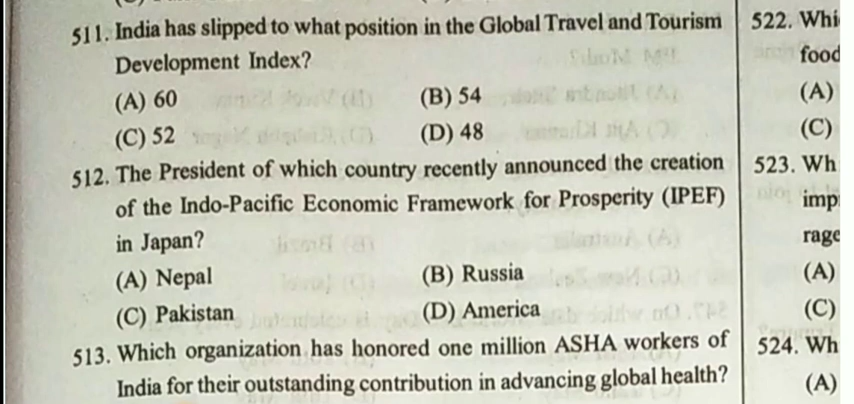 511. India has slipped to what position in the Global Travel and Tourism
Development Index?
(A) 60 (B) 54
(C) 52 (D) 48
512. The President of which country recently announced the creation
of the Indo-Pacific Economic Framework for Prosperity (IPEF)
in Japan?
(A) Nepal (B) Russia
(C) Pakistan (D) America
513. Which organization has honored one million ASHA workers of
India for their outstanding contribution in advancing global health?
522. Whi
food
(A)
(C)
523. Wh
imp
rage
(A)
(C)
524. Wh
(A)